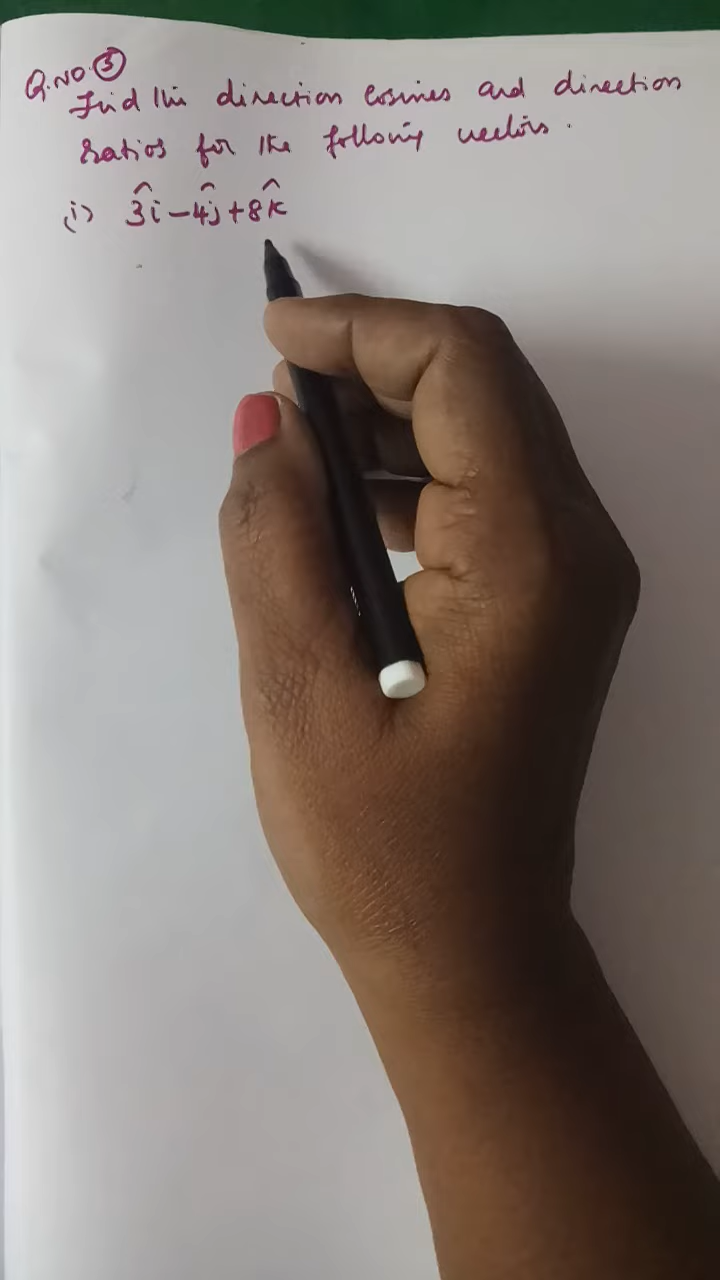 Q.NO. ⑤
Find the direction cosines and direction
ratios for the following vectors.
(i) 3î - 4ĵ + 8k̂